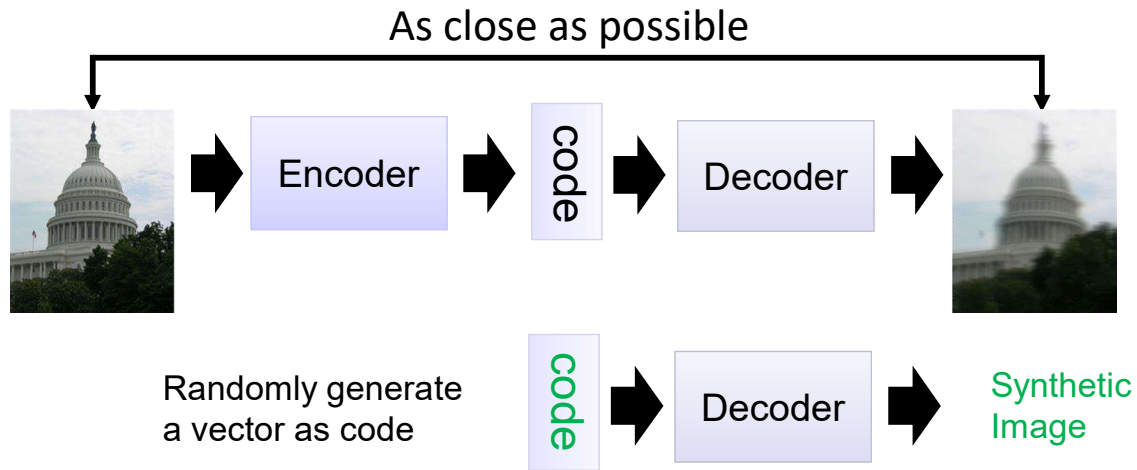 As close as possible
Encoder
code
Decoder
Randomly generate
a vector as code
code
Decoder
Synthetic
Image